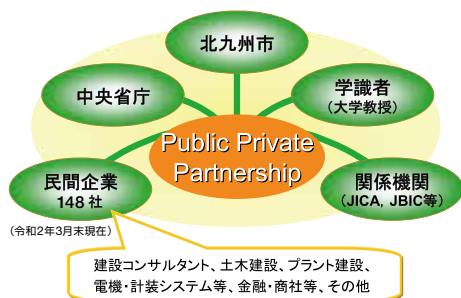 北九州市
中央省庁
学識者
(大学教授)
Public Private
Partnership
民間企業
148 社
関係機関
(JICA, JBIC等)
(令和2年3月末現在)
建設コンサルタント、土木建設、プラント建設、
電機・計装システム等、金融・商社等、その他